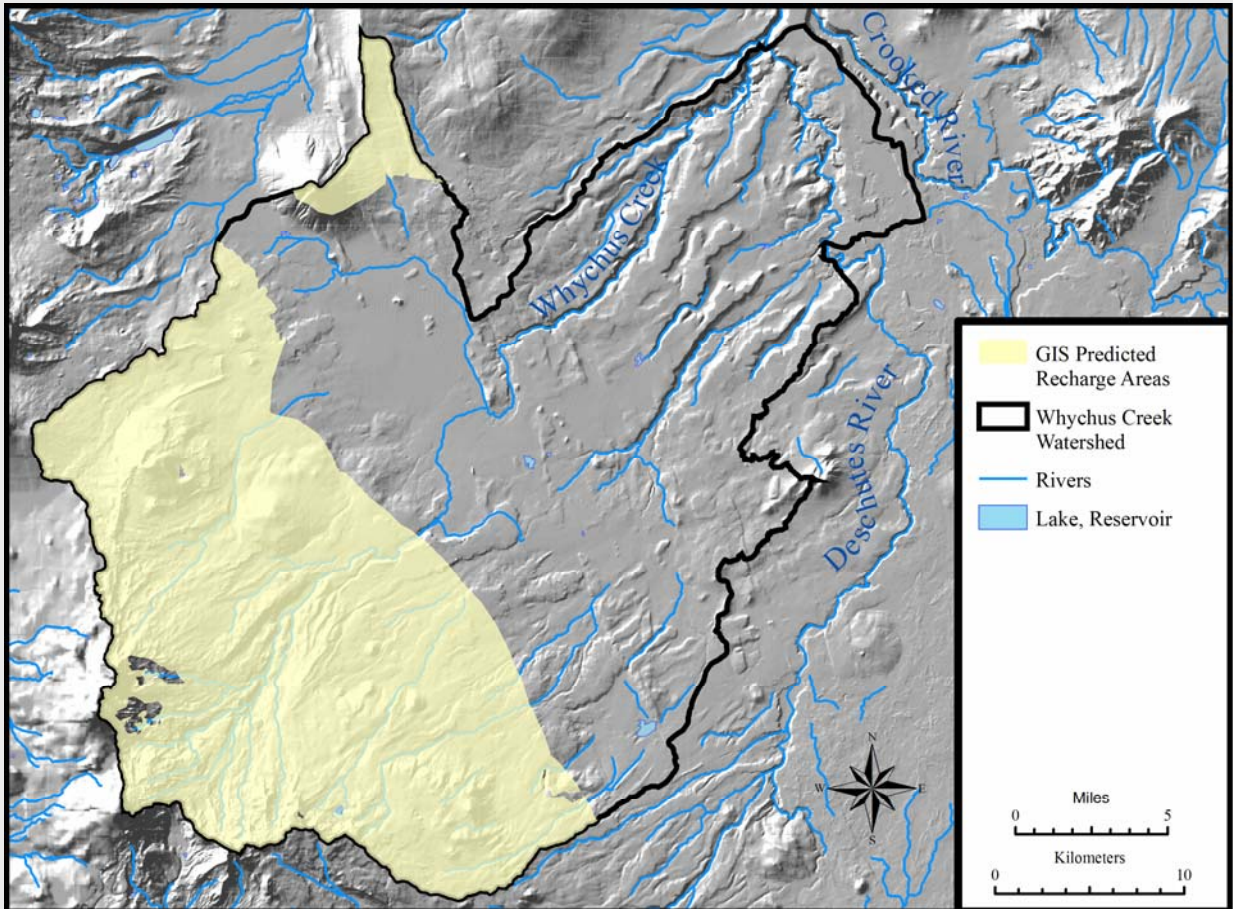 Crooked River
Whychus Creek
Deschutes River
GIS Predicted
Recharge Areas
Whychus Creek
Watershed
Rivers
Lake, Reservoir
N
W E
S
Miles
0 5
Kilometers
0 10